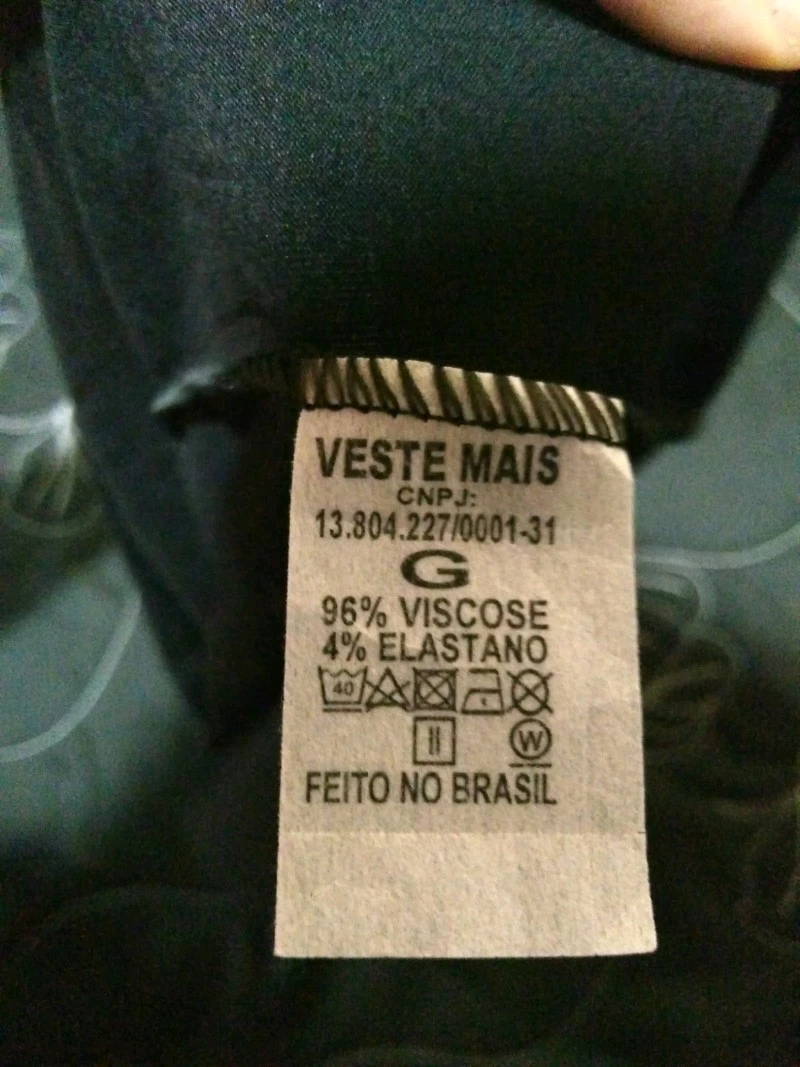 VESTE MAIS
CNPJ:
13.804.227/0001-31
G
96% VISCOSE
4% ELASTANO
40
W
FEITO NO BRASIL